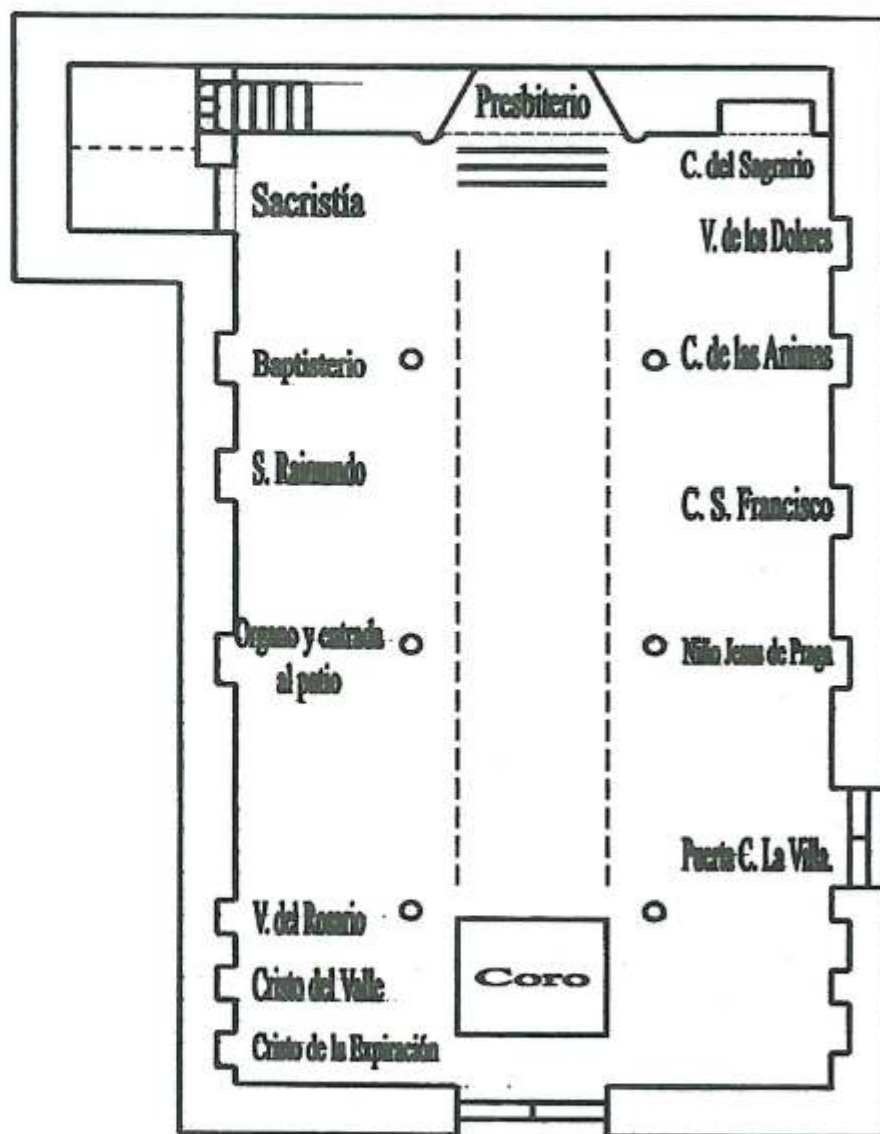 Presbiterio
C. del Sagrario
Sacristía
V. de los Dolores
Baptisterio
C. de las Animas
S. Raimundo
C. S. Francisco
Organo y entrada
al patio
Niño Jesus de Praga
Puerta C. La Villa.
V. del Rosario
Cristo del Valle
Coro
Cristo de la Expiración